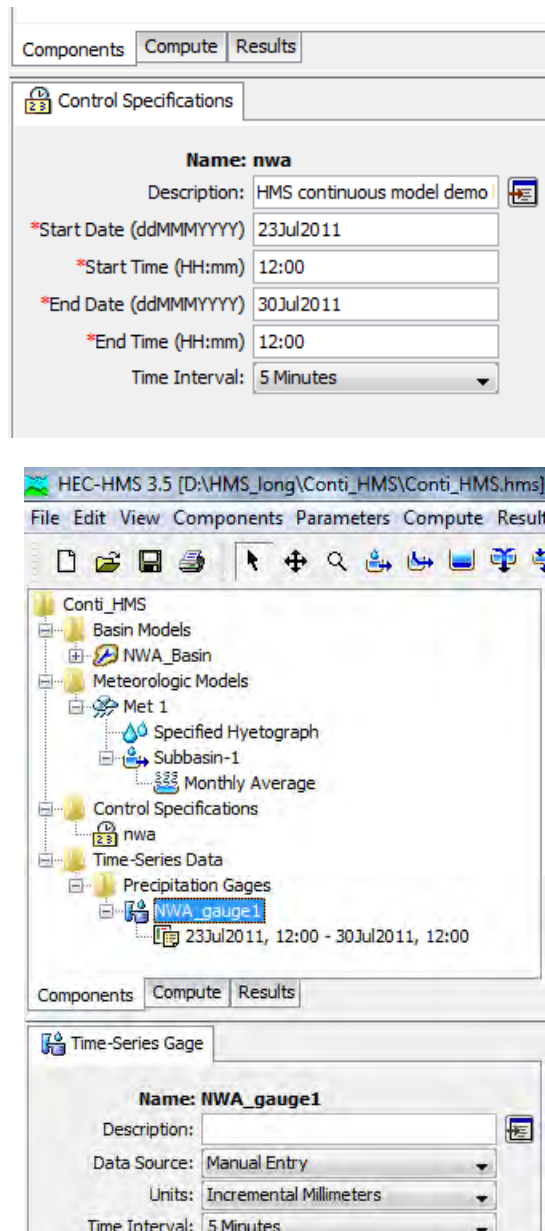 Components Compute Results
Control Specifications
Name: nwa
Description: HMS continuous model demo
*Start Date (ddMMMYYYY) 23Jul2011
*Start Time (HH:mm) 12:00
*End Date (ddMMMYYYY) 30Jul2011
*End Time (HH:mm) 12:00
Time Interval: 5 Minutes
HEC-HMS 3.5 [D:\HMS_long\Conti_HMS\Conti_HMS.hms]
File Edit View Components Parameters Compute Result
Conti_HMS
Basin Models
NWA_Basin
Meteorologic Models
Met 1
Specified Hyetograph
Subbasin-1
Monthly Average
Control Specifications
nwa
Time-Series Data
Precipitation Gages
NWA_gauge1
23Jul2011, 12:00 - 30Jul2011, 12:00
Components Compute Results
Time-Series Gage
Name: NWA_gauge1
Description:
Data Source: Manual Entry
Units: Incremental Millimeters
Time Interval: 5 Minutes